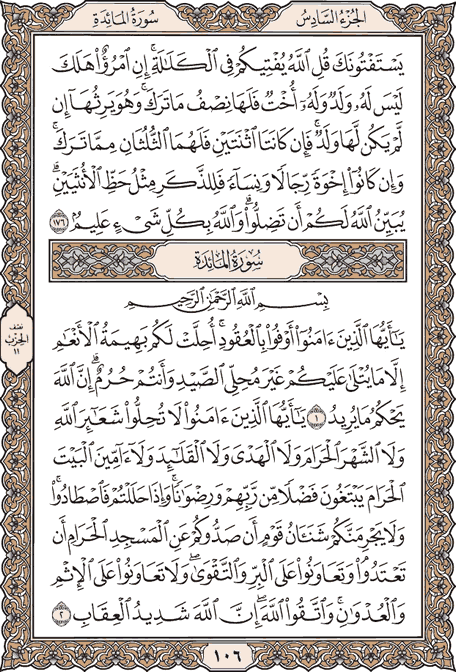 الجزء السادس
سورة المائدة
يَسْتَفْتُونَكَ قُلِ ٱللَّهُ يُفْتِيكُمْ فِى ٱلْكَلَٰلَةِ ۚ إِنِ ٱمْرُؤٌا۟ هَلَكَ
لَيْسَ لَهُۥ وَلَدٌ وَلَهُۥٓ أُخْتٌ فَلَهَا نِصْفُ مَا تَرَكَ ۚ وَهُوَ يَرِثُهَآ إِن
لَّمْ يَكُن لَّهَا وَلَدٌ ۚ فَإِن كَانَتَا ٱثْنَتَيْنِ فَلَهُمَا ٱلثُّلُثَانِ مِمَّا تَرَكَ ۚ
وَإِن كَانُوٓا۟ إِخْوَةً رِّجَالًا وَنِسَآءً فَلِلذَّكَرِ مِثْلُ حَظِّ ٱلْأُنثَيَيْنِ ۗ
يُبَيِّنُ ٱللَّهُ لَكُمْ أَن تَضِلُّوا۟ ۗ وَٱللَّهُ بِكُلِّ شَىْءٍ عَلِيمٌۢ ١٧٦
سُورَةُ المَائِدَةِ
بِسْمِ ٱللَّهِ ٱلرَّحْمَٰنِ ٱلرَّحِيمِ
يَٰٓأَيُّهَا ٱلَّذِينَ ءَامَنُوٓا۟ أَوْفُوا۟ بِٱلْعُقُودِ ۚ أُحِلَّتْ لَكُم بَهِيمَةُ ٱلْأَنْعَٰمِ
إِلَّا مَا يُتْلَىٰ عَلَيْكُمْ غَيْرَ مُحِلِّى ٱلصَّيْدِ وَأَنتُمْ حُرُمٌ ۗ إِنَّ ٱللَّهَ
يَحْكُمُ مَا يُرِيدُ ١ يَٰٓأَيُّهَا ٱلَّذِينَ ءَامَنُوا۟ لَا تُحِلُّوا۟ شَعَٰٓئِرَ ٱللَّهِ
وَلَا ٱلشَّهْرَ ٱلْحَرَامَ وَلَا ٱلْهَدْىَ وَلَا ٱلْقَلَٰٓئِدَ وَلَآ ءَآمِّينَ ٱلْبَيْتَ
ٱلْحَرَامَ يَبْتَغُونَ فَضْلًا مِّن رَّبِّهِمْ وَرِضْوَٰنًا ۚ وَإِذَا حَلَلْتُمْ فَٱصْطَادُوا۟ ۚ
وَلَا يَجْرِمَنَّكُمْ شَنَـَٔانُ قَوْمٍ أَن صَدُّوكُمْ عَنِ ٱلْمَسْجِدِ ٱلْحَرَامِ أَن
تَعْتَدُوا۟ ۘ وَتَعَاوَنُوا۟ عَلَى ٱلْبِرِّ وَٱلتَّقْوَىٰ ۖ وَلَا تَعَاوَنُوا۟ عَلَى ٱلْإِثْمِ
وَٱلْعُدْوَٰنِ ۚ وَٱتَّقُوا۟ ٱللَّهَ ۖ إِنَّ ٱللَّهَ شَدِيدُ ٱلْعِقَابِ ٢
نصف
الحزب
١١
١٠٦